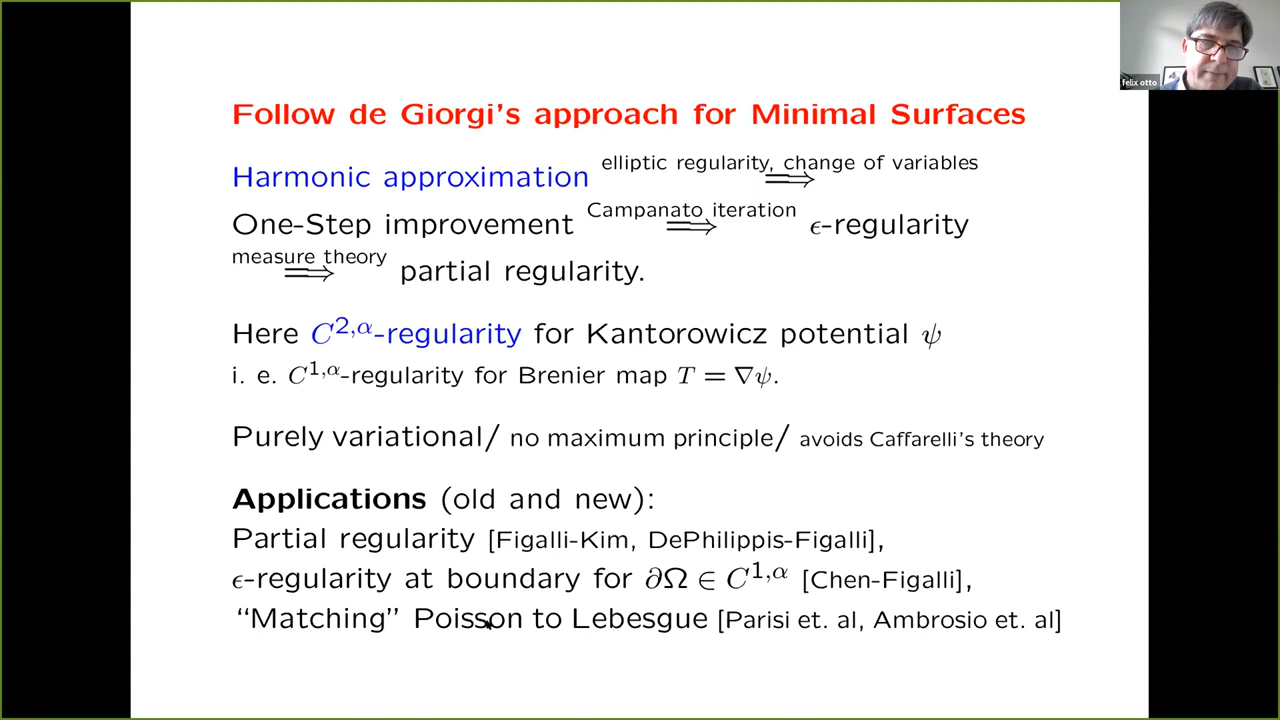 felix otto
Follow de Giorgi's approach for Minimal Surfaces
Harmonic approximation elliptic regularity, change of variables ⟹
One-Step improvement Campanato iteration ⟹ ϵ-regularity
measure theory ⟹ partial regularity.
Here C^{2,α}-regularity for Kantorowicz potential ψ
i. e. C^{1,α}-regularity for Brenier map T = ∇ψ.
Purely variational/ no maximum principle/ avoids Caffarelli's theory
Applications (old and new):
Partial regularity [Figalli-Kim, DePhilippis-Figalli],
ϵ-regularity at boundary for ∂Ω ∈ C^{1,α} [Chen-Figalli],
“Matching” Poisson to Lebesgue [Parisi et. al, Ambrosio et. al]